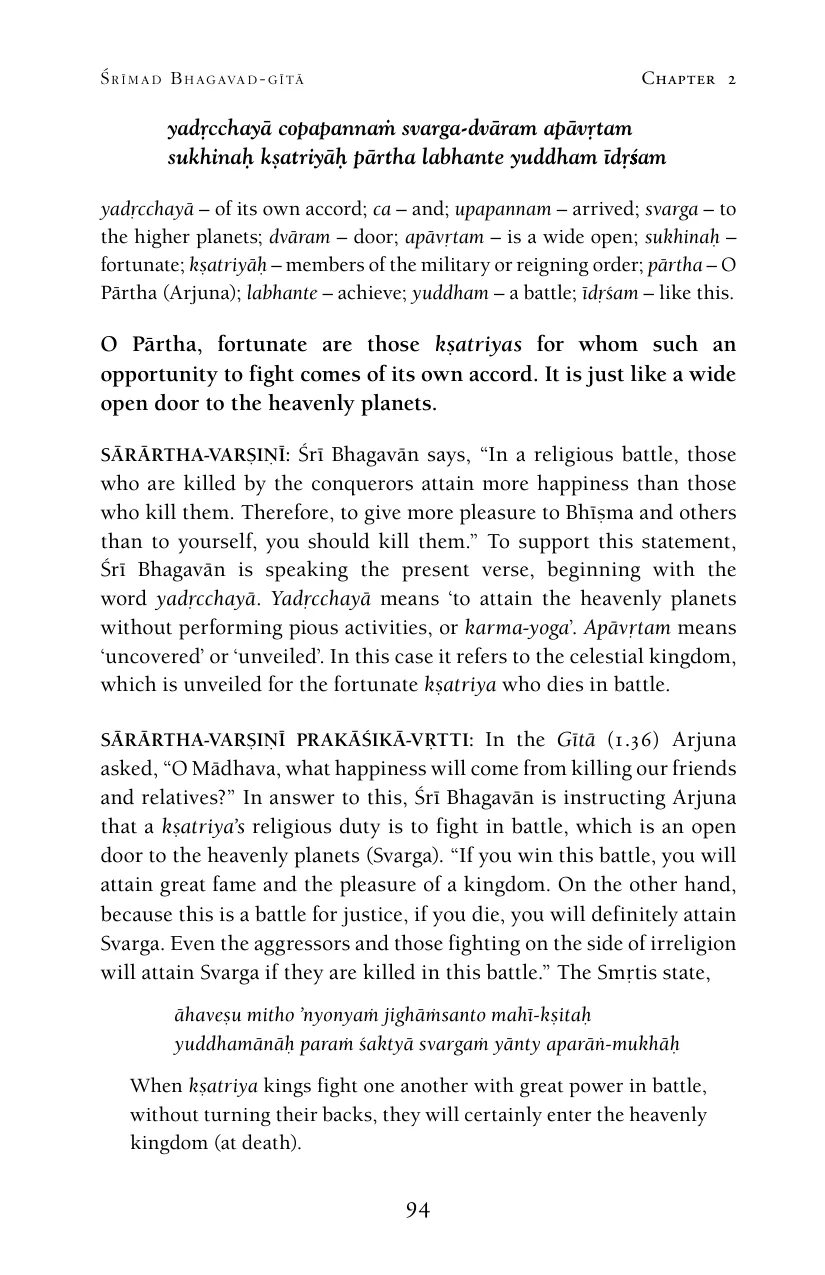 Śrīmad Bhagavad-gītā Chapter 2
yadṛcchayā copapannaṁ svarga-dvāram apāvṛtam
sukhinaḥ kṣatriyāḥ pārtha labhante yuddham īdṛśam
yadṛcchayā – of its own accord; ca – and; upapannam – arrived; svarga – to
the higher planets; dvāram – door; apāvṛtam – is a wide open; sukhinaḥ –
fortunate; kṣatriyāḥ – members of the military or reigning order; pārtha – O
Pārtha (Arjuna); labhante – achieve; yuddham – a battle; īdṛśam – like this.
O Pārtha, fortunate are those kṣatriyas for whom such an
opportunity to fight comes of its own accord. It is just like a wide
open door to the heavenly planets.
SĀRĀRTHA-VARṢIṆĪ: Śrī Bhagavān says, “In a religious battle, those
who are killed by the conquerors attain more happiness than those
who kill them. Therefore, to give more pleasure to Bhīṣma and others
than to yourself, you should kill them.” To support this statement,
Śrī Bhagavān is speaking the present verse, beginning with the
word yadṛcchayā. Yadṛcchayā means ‘to attain the heavenly planets
without performing pious activities, or karma-yoga’. Apāvṛtam means
‘uncovered’ or ‘unveiled’. In this case it refers to the celestial kingdom,
which is unveiled for the fortunate kṣatriya who dies in battle.
SĀRĀRTHA-VARṢIṆĪ PRAKĀŚIKĀ-VṚTTI: In the Gītā (1.36) Arjuna
asked, “O Mādhava, what happiness will come from killing our friends
and relatives?” In answer to this, Śrī Bhagavān is instructing Arjuna
that a kṣatriya’s religious duty is to fight in battle, which is an open
door to the heavenly planets (Svarga). “If you win this battle, you will
attain great fame and the pleasure of a kingdom. On the other hand,
because this is a battle for justice, if you die, you will definitely attain
Svarga. Even the aggressors and those fighting on the side of irreligion
will attain Svarga if they are killed in this battle.” The Smṛtis state,
āhaveṣu mitho ’nyonyaṁ jighāṁsanto mahī-kṣitaḥ
yuddhamānāḥ paraṁ śaktyā svargaṁ yānty aparāṅ-mukhāḥ
When kṣatriya kings fight one another with great power in battle,
without turning their backs, they will certainly enter the heavenly
kingdom (at death).
94